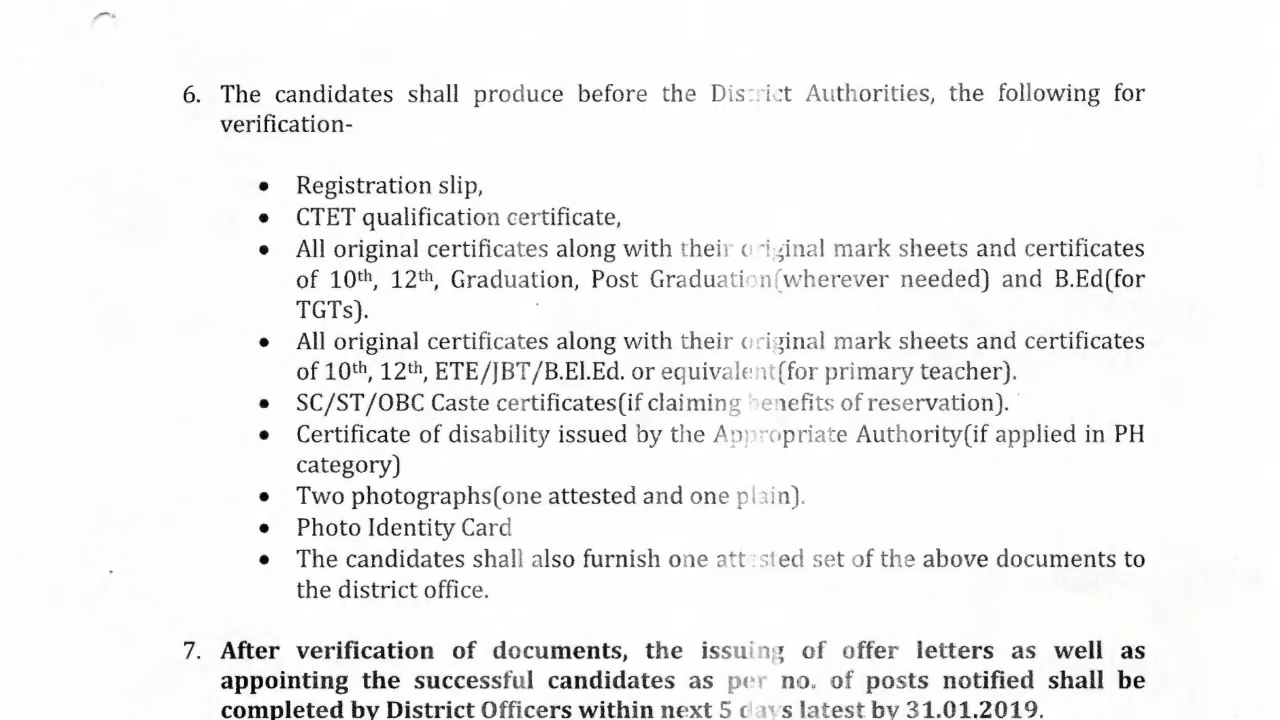 6. The candidates shall produce before the District Authorities, the following for
verification-
• Registration slip,
• CTET qualification certificate,
• All original certificates along with their original mark sheets and certificates
of 10th, 12th, Graduation, Post Graduation(wherever needed) and B.Ed(for
TGTs).
• All original certificates along with their original mark sheets and certificates
of 10th, 12th, ETE/JBT/B.El.Ed. or equivalent(for primary teacher).
• SC/ST/OBC Caste certificates(if claiming benefits of reservation).
• Certificate of disability issued by the Appropriate Authority(if applied in PH
category)
• Two photographs(one attested and one plain).
• Photo Identity Card
• The candidates shall also furnish one attested set of the above documents to
the district office.
7. After verification of documents, the issuing of offer letters as well as
appointing the successful candidates as per no. of posts notified shall be
completed by District Officers within next 5 days latest by 31.01.2019.